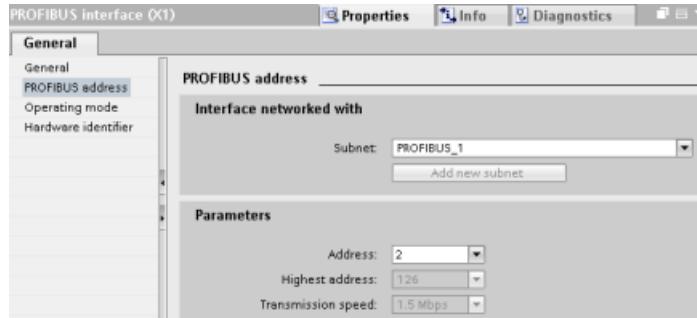 PROFIBUS interface (X1)
Properties
Info
Diagnostics
General
General
PROFIBUS address
Operating mode
Hardware identifier
PROFIBUS address
Interface networked with
Subnet: PROFIBUS_1
Add new subnet
Parameters
Address: 2
Highest address: 126
Transmission speed: 1.5 Mbps